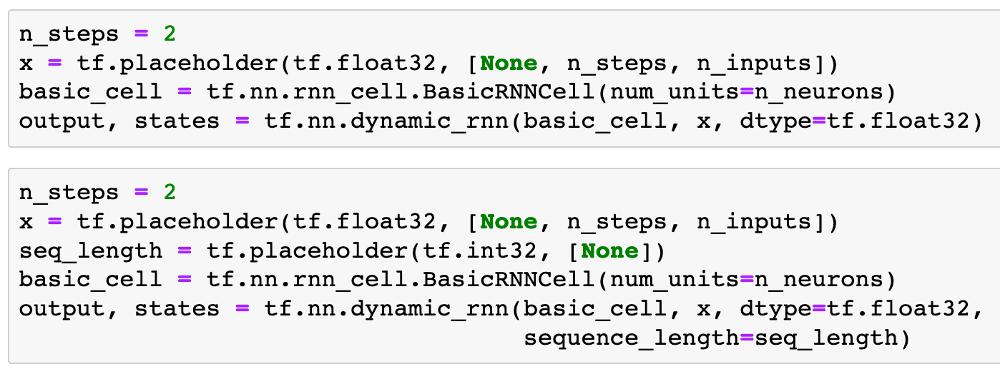 n_steps = 2
x = tf.placeholder(tf.float32, [None, n_steps, n_inputs])
basic_cell = tf.nn.rnn_cell.BasicRNNCell(num_units=n_neurons)
output, states = tf.nn.dynamic_rnn(basic_cell, x, dtype=tf.float32)
n_steps = 2
x = tf.placeholder(tf.float32, [None, n_steps, n_inputs])
seq_length = tf.placeholder(tf.int32, [None])
basic_cell = tf.nn.rnn_cell.BasicRNNCell(num_units=n_neurons)
output, states = tf.nn.dynamic_rnn(basic_cell, x, dtype=tf.float32,
sequence_length=seq_length)